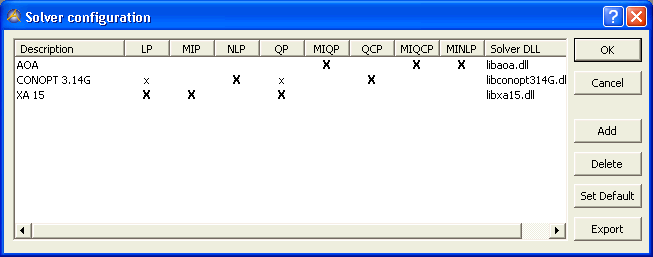 Solver configuration
Description LP MIP NLP QP MIQP QCP MIQCP MINLP Solver DLL
AOA X X X X libaoa.dll
CONOPT 3.14G x X x X libconopt314G.dl
XA 15 X X X libxa15.dll
OK
Cancel
Add
Delete
Set Default
Export